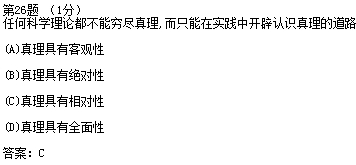 第26题 （1分）
任何科学理论都不能穷尽真理,而只能在实践中开辟认识真理的道路
(A)真理具有客观性
(B)真理具有绝对性
(C)真理具有相对性
(D)真理具有全面性
答案：C